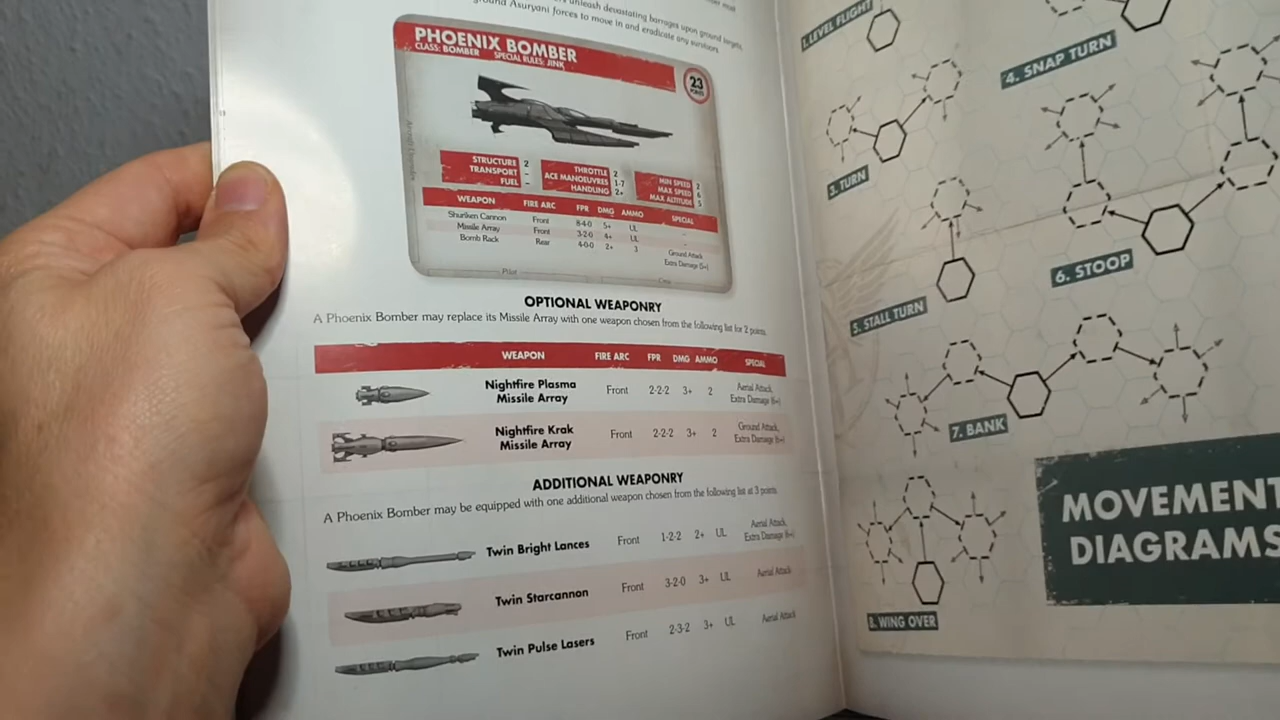 unleash devastating barrages upon ground targets,
ground Asuryani forces to move in and eradicate any survivors.
PHOENIX BOMBER
CLASS: BOMBER SPECIAL RULES: JINK
23
POINTS
STRUCTURE 2
TRANSPORT -
FUEL -
THROTTLE 2
ACE MANOEUVRES 1-7
HANDLING 2+
MIN SPEED 2
MAX SPEED
MAX ALTITUDE 5
WEAPON FIRE ARC FPR DMG AMMO SPECIAL
Shuriken Cannon Front 8-4-0 5+ UL -
Missile Array Front 3-2-0 4+ UL -
Bomb Rack Rear 4-0-0 2+ 3 Ground Attack
Extra Damage (5+)
Pilot Crew
OPTIONAL WEAPONRY
A Phoenix Bomber may replace its Missile Array with one weapon chosen from the following list for 2 points.
WEAPON FIRE ARC FPR DMG AMMO SPECIAL
Nightfire Plasma Missile Array Front 2-2-2 3+ 2 Aerial Attack, Extra Damage (6+)
Nightfire Krak Missile Array Front 2-2-2 3+ 2 Ground Attack, Extra Damage (6+)
ADDITIONAL WEAPONRY
A Phoenix Bomber may be equipped with one additional weapon chosen from the following list at 3 points.
Twin Bright Lances Front 1-2-2 2+ UL Aerial Attack, Extra Damage (6+)
Twin Starcannon Front 3-2-0 3+ UL Aerial Attack
Twin Pulse Lasers Front 2-3-2 3+ UL Aerial Attack
1. LEVEL FLIGHT
4. SNAP TURN
3. TURN
6. STOOP
5. STALL TURN
7. BANK
8. WING OVER
MOVEMENT
DIAGRAMS